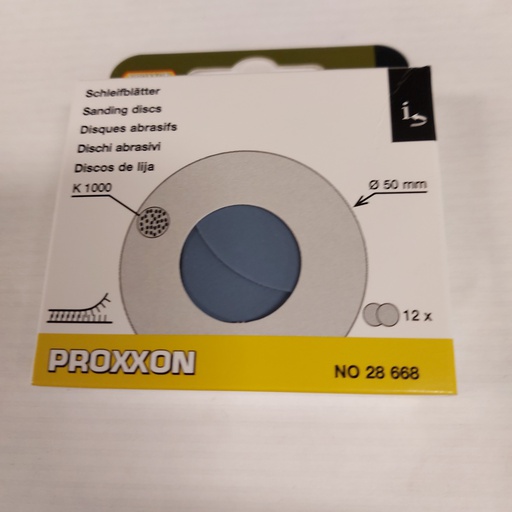 Schleifblätter
Sanding discs
Disques abrasifs
Dischi abrasivi
Discos de lija
K 1000
Ø 50 mm
12 x
PROXXON
NO 28 668